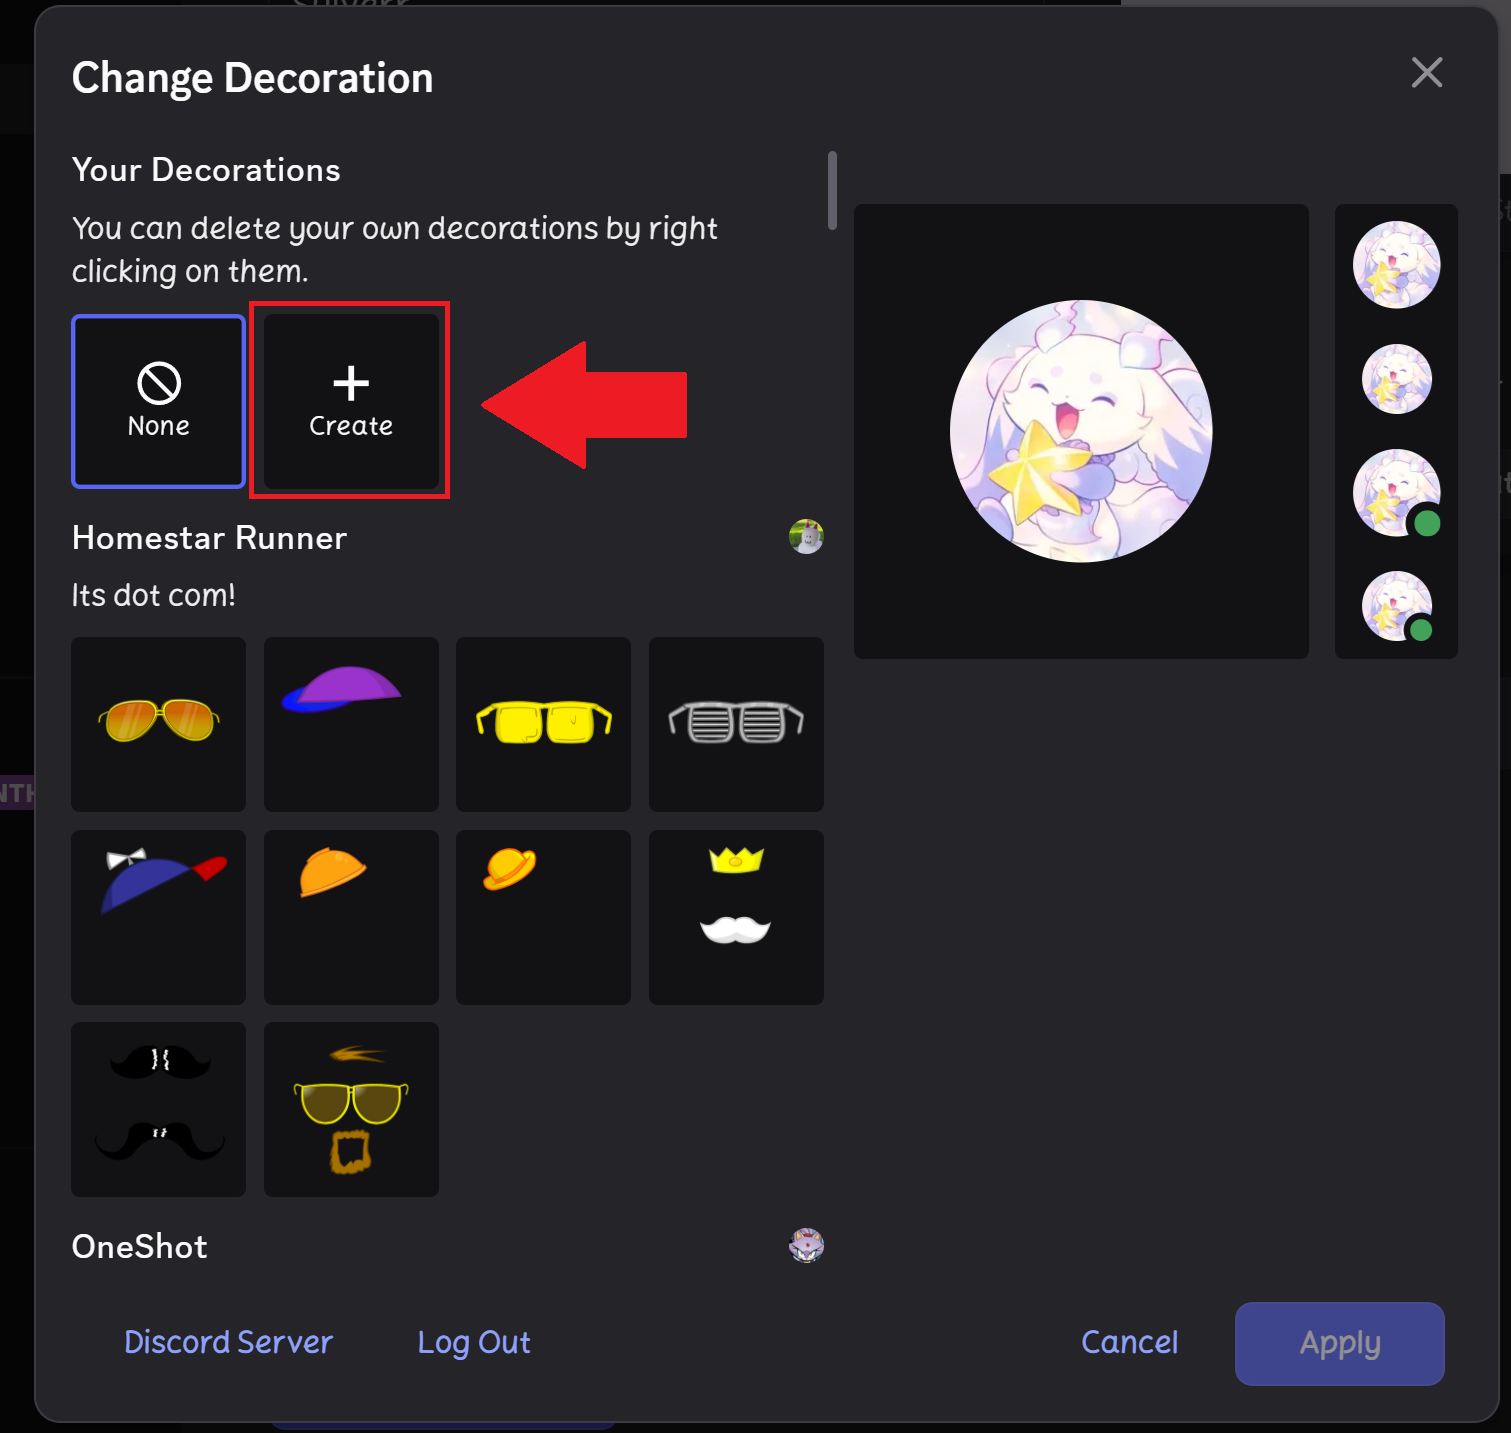 Change Decoration
Your Decorations
You can delete your own decorations by right
clicking on them.
None
Create
Homestar Runner
Its dot com!
OneShot
Discord Server
Log Out
Cancel
Apply